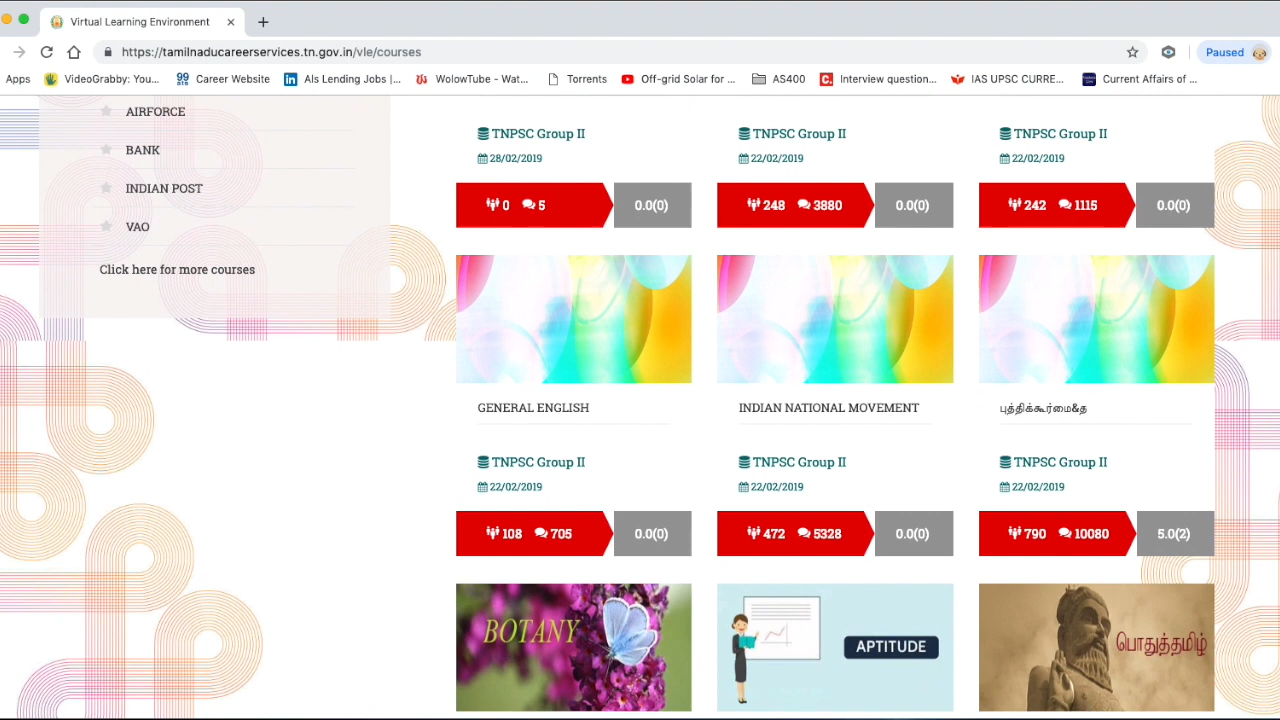 Virtual Learning Environment
https://tamilnaducareerservices.tn.gov.in/vle/courses
Paused
Apps
VideoGrabby: You...
99 acres
Career Website
in
Als Lending Jobs |...
WolowTube - Wat...
Torrents
Off-grid Solar for ...
AS400
C.
Interview question...
IAS UPSC CURRE...
Current Affairs of ...
AIRFORCE
BANK
INDIAN POST
VAO
Click here for more courses
TNPSC Group II
28/02/2019
0 5
0.0(0)
TNPSC Group II
22/02/2019
248 3880
0.0(0)
TNPSC Group II
22/02/2019
242 1115
0.0(0)
GENERAL ENGLISH
TNPSC Group II
22/02/2019
108 705
0.0(0)
INDIAN NATIONAL MOVEMENT
TNPSC Group II
22/02/2019
472 5328
0.0(0)
புத்திக்கூர்மை&த
TNPSC Group II
22/02/2019
790 10080
5.0(2)
BOTANY
APTITUDE
பொதுத்தமிழ்